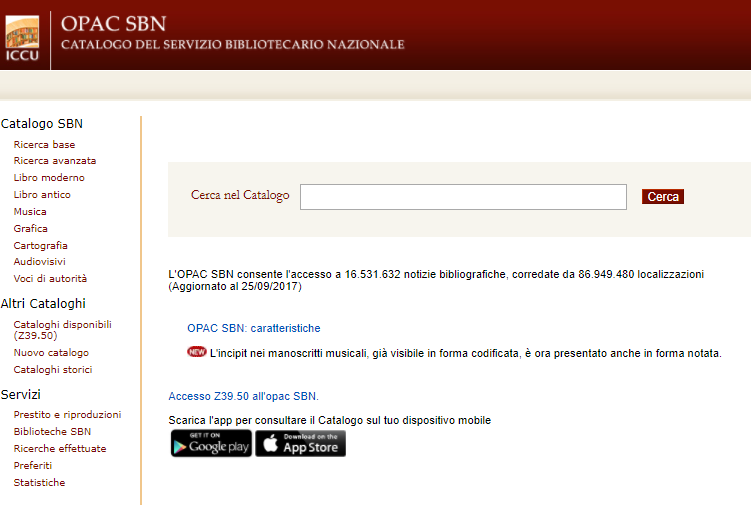 ICCU
OPAC SBN
CATALOGO DEL SERVIZIO BIBLIOTECARIO NAZIONALE
Catalogo SBN
Ricerca base
Ricerca avanzata
Libro moderno
Libro antico
Musica
Grafica
Cartografia
Audiovisivi
Voci di autorità
Altri Cataloghi
Cataloghi disponibili
(Z39.50)
Nuovo catalogo
Cataloghi storici
Servizi
Prestito e riproduzioni
Biblioteche SBN
Ricerche effettuate
Preferiti
Statistiche
Cerca nel Catalogo
Cerca
L'OPAC SBN consente l'accesso a 16.531.632 notizie bibliografiche, corredate da 86.949.480 localizzazioni
(Aggiornato al 25/09/2017)
OPAC SBN: caratteristiche
NEW L'incipit nei manoscritti musicali, già visibile in forma codificata, è ora presentato anche in forma notata.
Accesso Z39.50 all'opac SBN.
Scarica l'app per consultare il Catalogo sul tuo dispositivo mobile
GET IT ON
Google play
Download on the
App Store